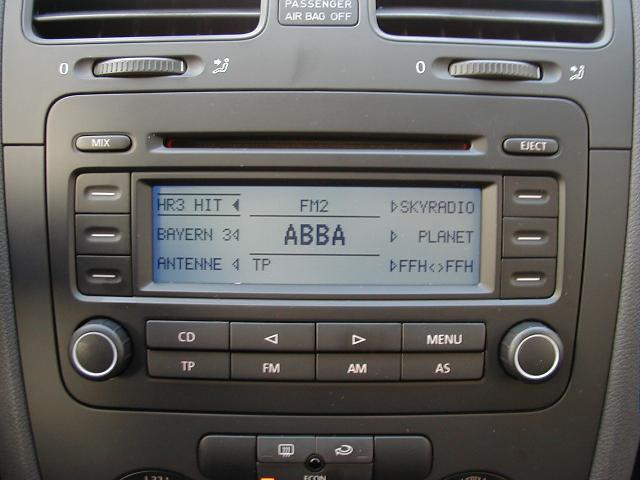 PASSENGER
AIR BAG OFF
0 0
MIX EJECT
HR3 HIT FM2 SKYRADIO
BAYERN 3 ABBA PLANET
ANTENNE TP FFH<>FFH
CD MENU
TP FM AM AS
ECON